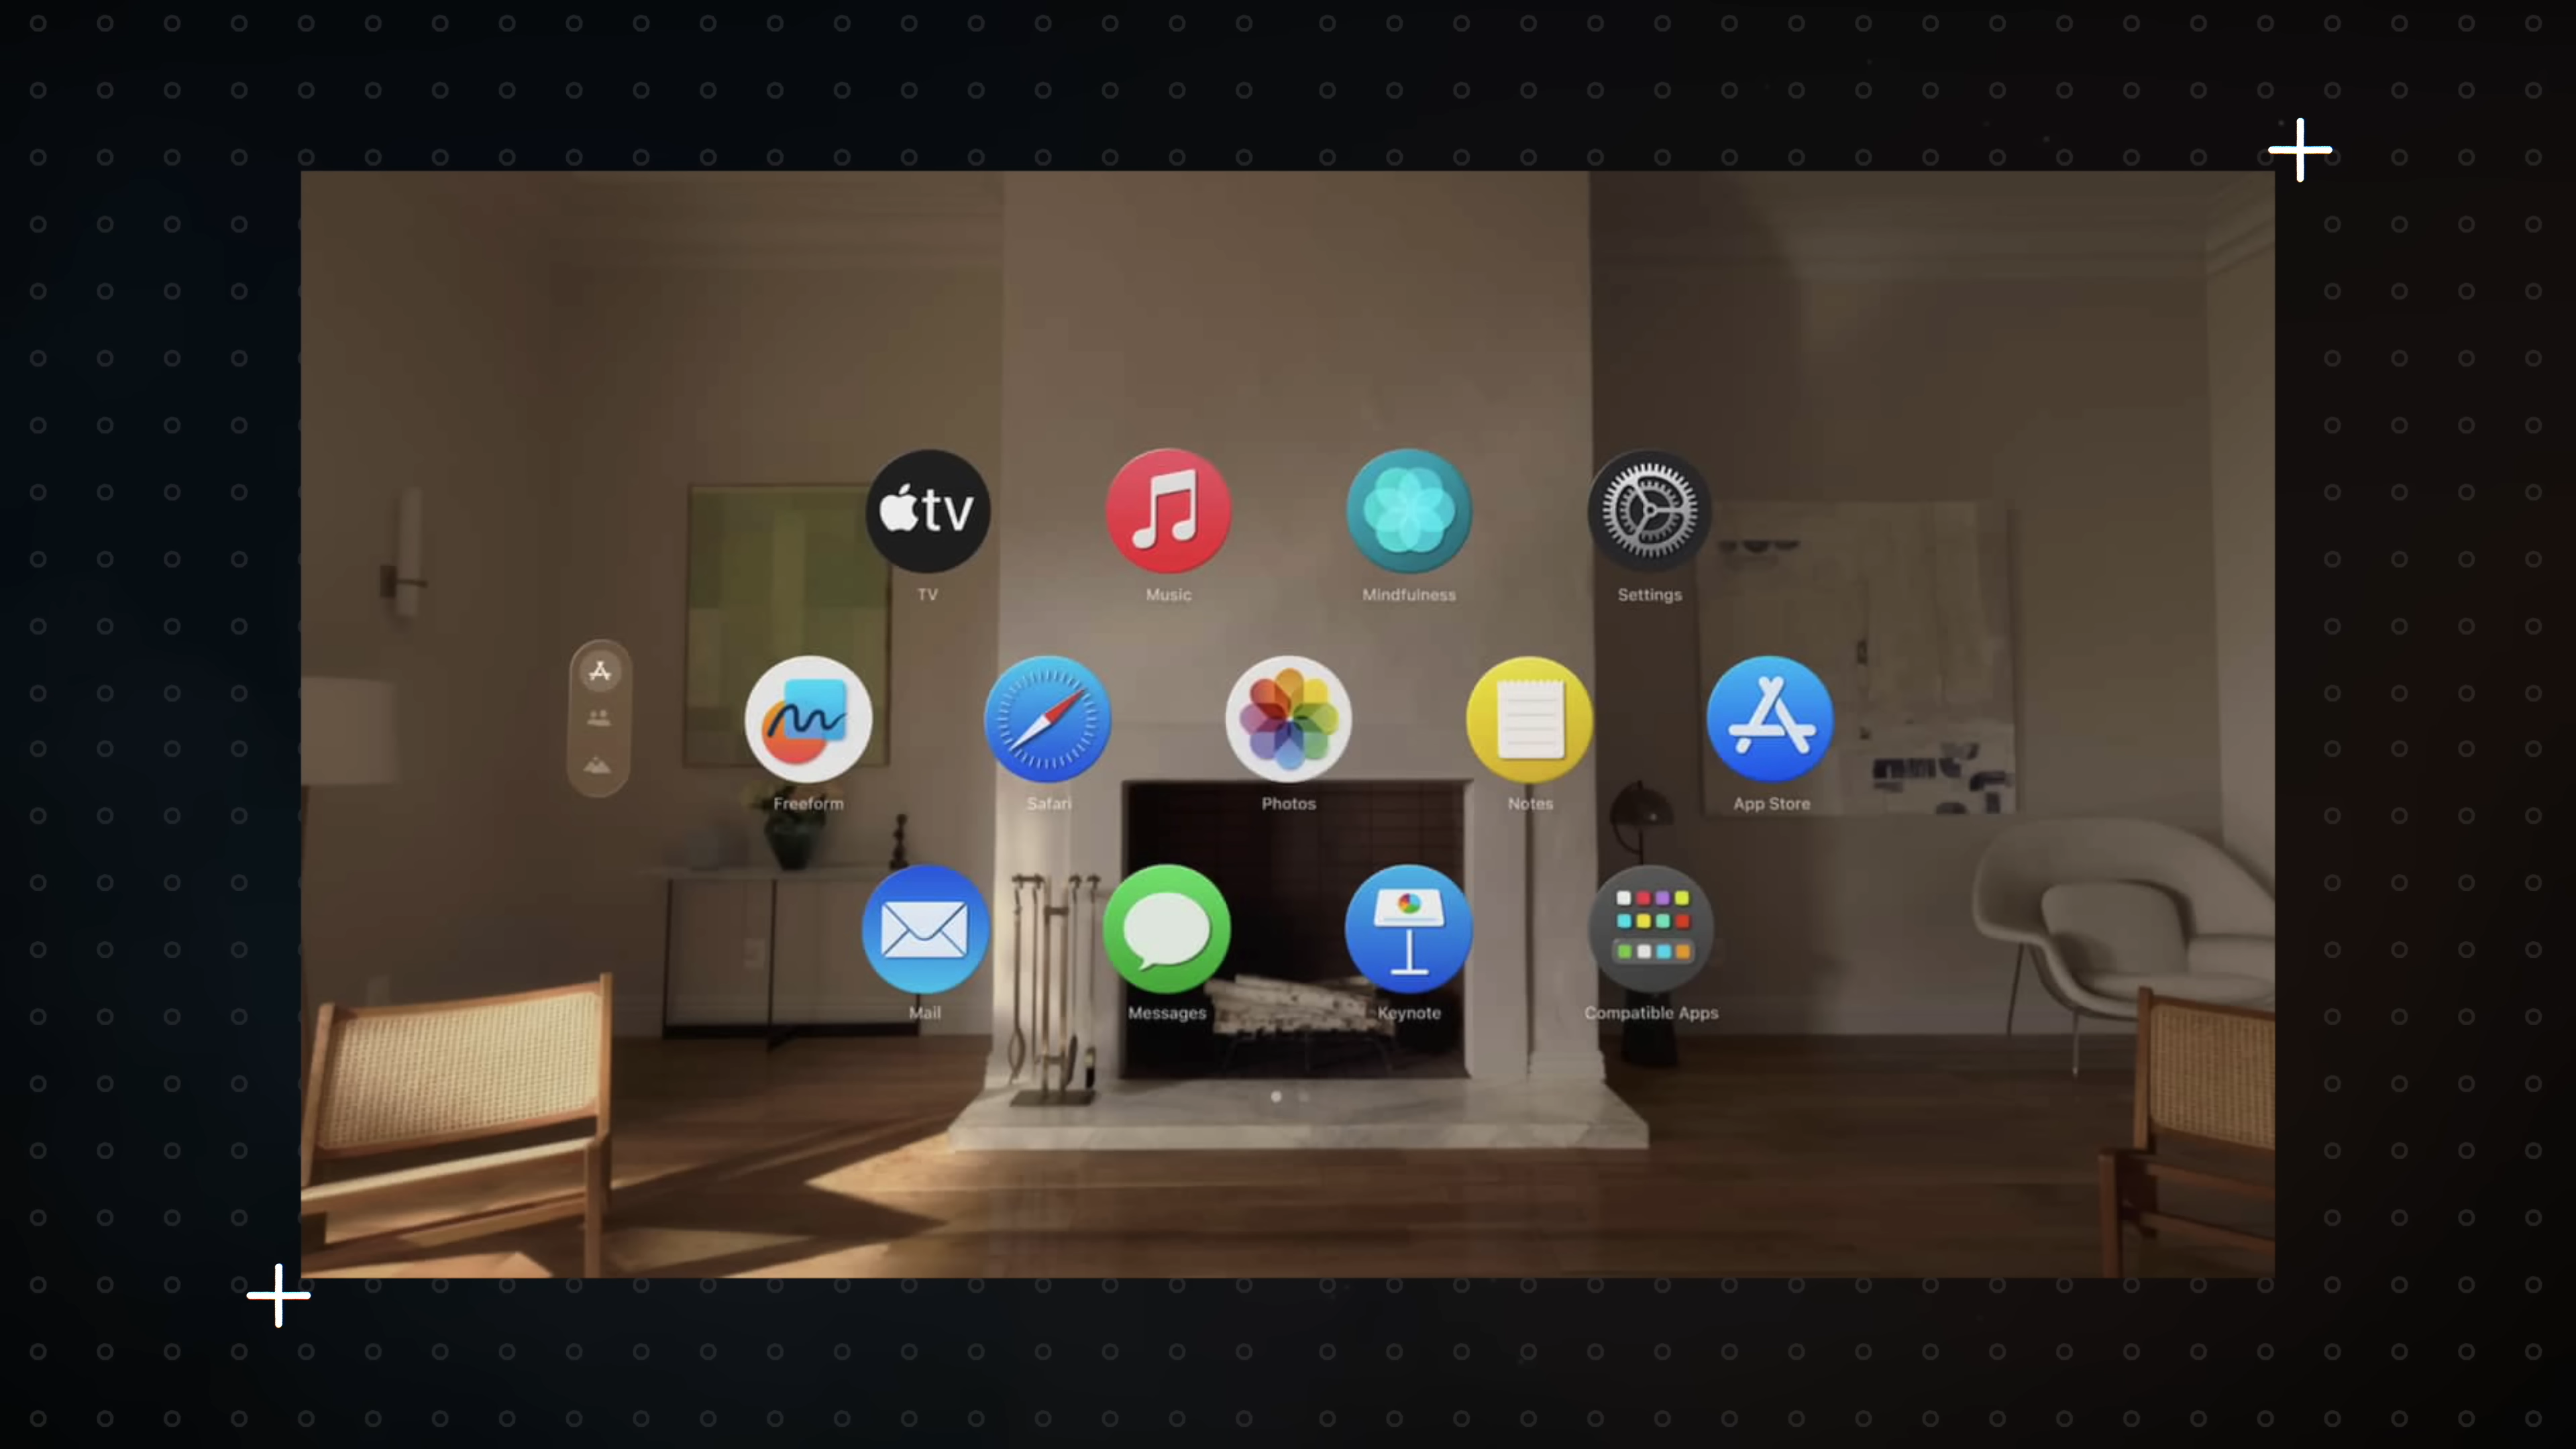 tv
TV
Music
Mindfulness
Settings
Freeform
Safari
Photos
Notes
App Store
Mail
Messages
Keynote
Compatible Apps